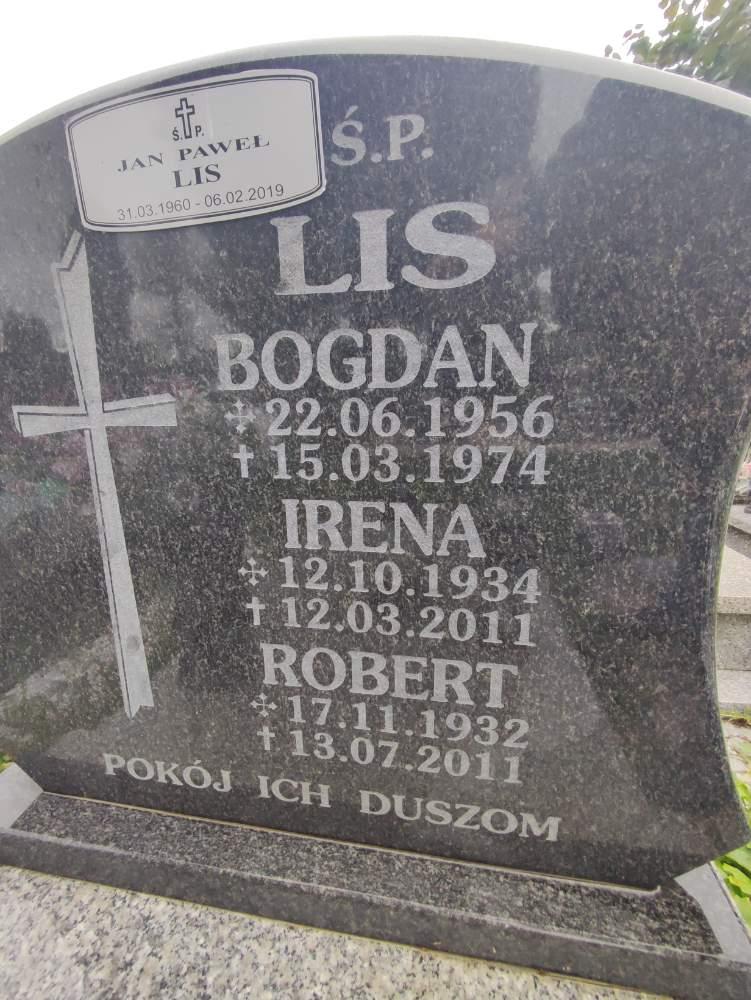 Ś. P.
JAN PAWEŁ
LIS
31.03.1960 - 06.02.2019
Ś.P.
LIS
BOGDAN
22.06.1956
✝ 15.03.1974
IRENA
12.10.1934
✝ 12.03.2011
ROBERT
17.11.1932
✝ 13.07.2011
POKÓJ ICH DUSZOM